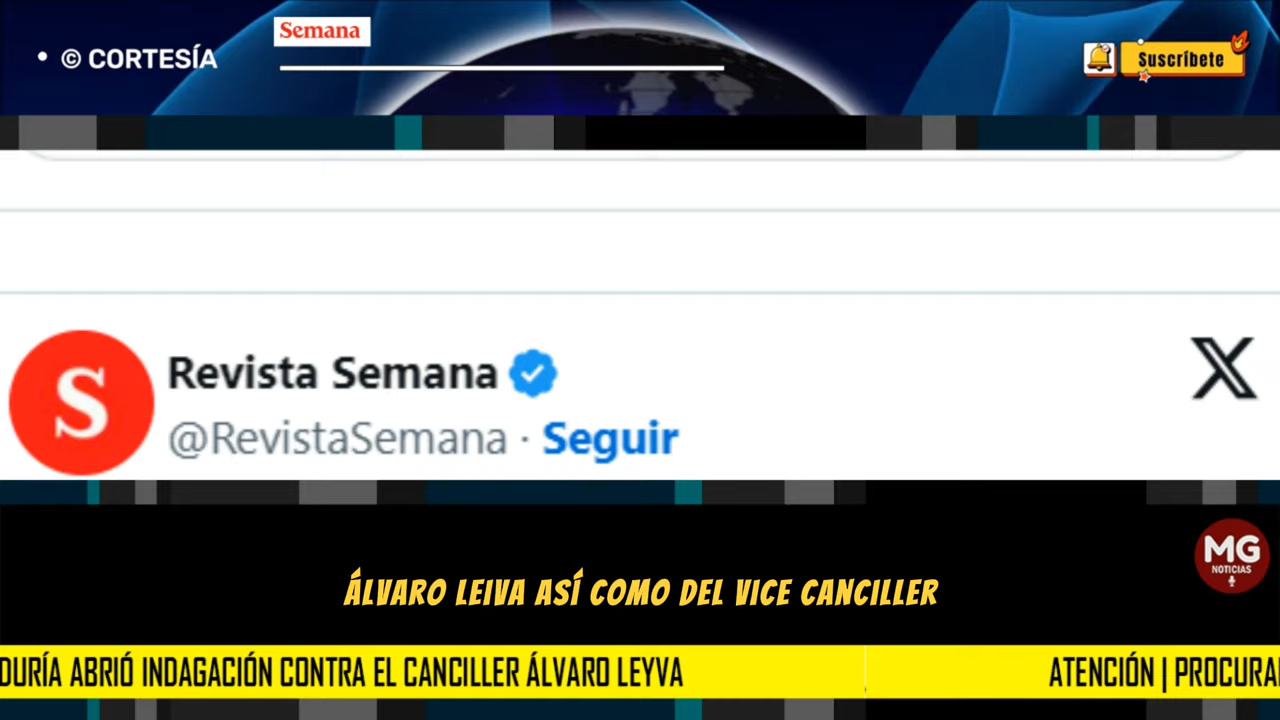 Semana
• © CORTESÍA
Suscríbete
S
Revista Semana
@RevistaSemana · Seguir
X
MG
NOTICIAS
ÁLVARO LEIVA ASÍ COMO DEL VICE CANCILLER
DURÍA ABRIÓ INDAGACIÓN CONTRA EL CANCILLER ÁLVARO LEYVA
ATENCIÓN | PROCURA